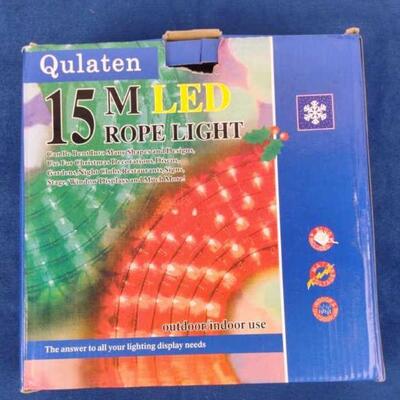 Qulaten
15 M LED
ROPE LIGHT
Can Be Bent Into Many Shapes and Designs,
Use For Christmas Decorations, Discos,
Gardens, Night Clubs, Restaurants, Signs,
Stage, Window Displays and Much More!
outdoor indoor use
The answer to all your lighting display needs